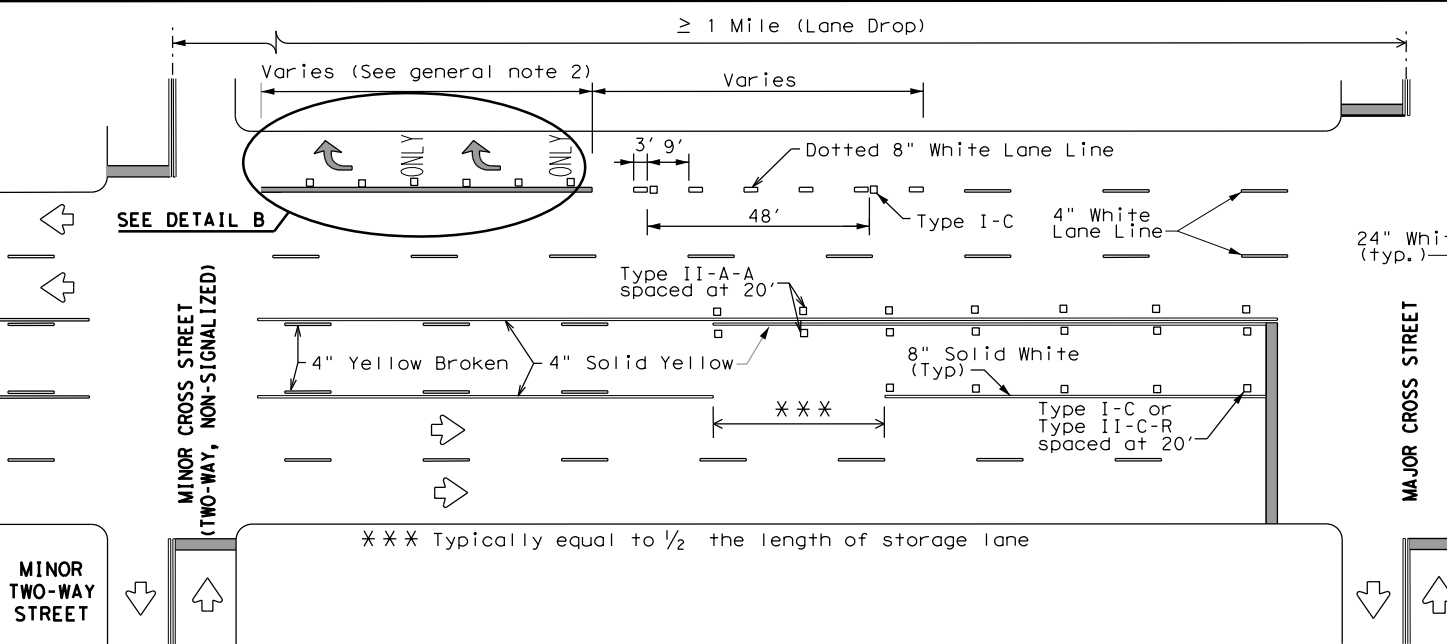 ≥ 1 Mile (Lane Drop)
Varies (See general note 2)
Varies
ONLY
ONLY
3' 9'
Dotted 8" White Lane Line
SEE DETAIL B
48'
Type I-C
4" White
Lane Line
24" Whi
(typ.)
Type II-A-A
spaced at 20'
MINOR CROSS STREET
(TWO-WAY, NON-SIGNALIZED)
4" Yellow Broken
4" Solid Yellow
8" Solid White
(Typ)
MAJOR CROSS STREET
***
Type I-C or
Type II-C-R
spaced at 20'
*** Typically equal to ½ the length of storage lane
MINOR
TWO-WAY
STREET